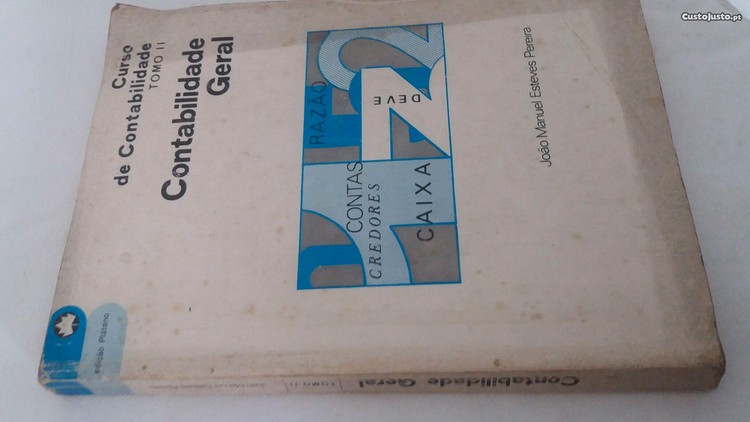 Curso
de Contabilidade
TOMO II
Contabilidade
Geral
RAZÃO
DEVE
CONTAS
CREDORES
CAIXA
João Manuel Esteves Pereira
edição Plátano
Contabilidade Geral
TOMO II
CustoJusto.pt